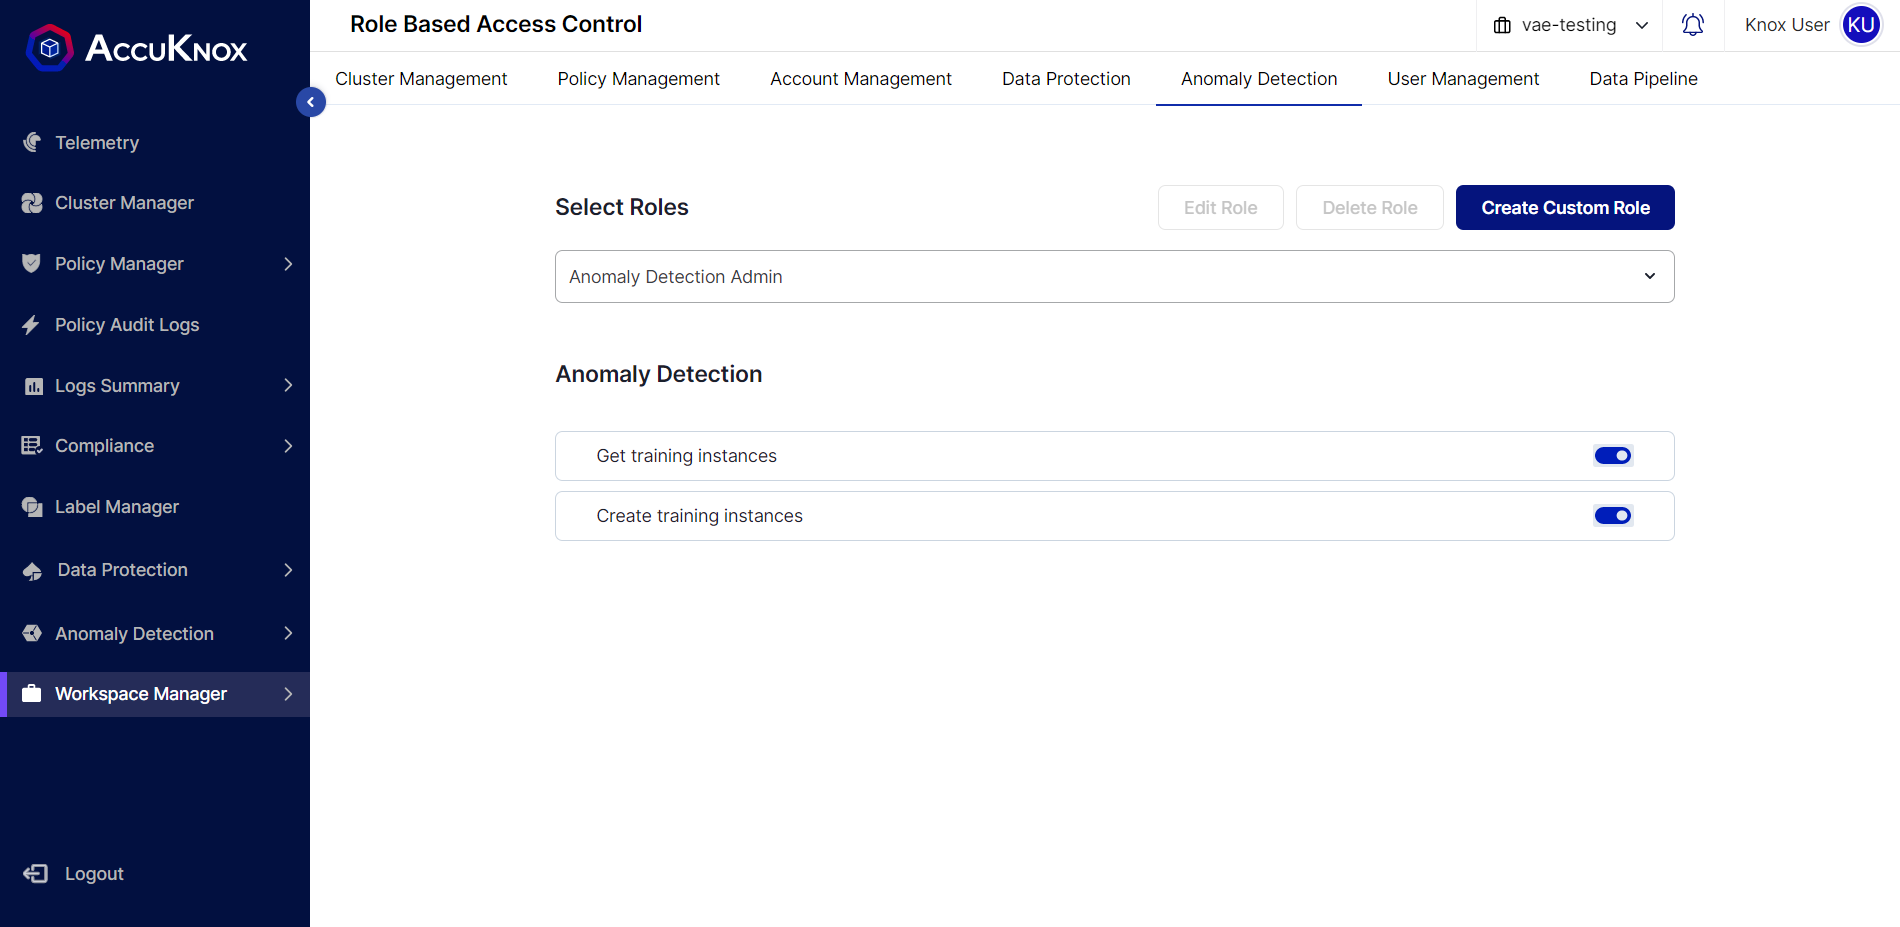 ACCUKNOX
Role Based Access Control
vae-testing
Knox User
KU
Cluster Management
Policy Management
Account Management
Data Protection
Anomaly Detection
User Management
Data Pipeline
Telemetry
Cluster Manager
Policy Manager
Policy Audit Logs
Logs Summary
Compliance
Label Manager
Data Protection
Anomaly Detection
Workspace Manager
Logout
Select Roles
Edit Role
Delete Role
Create Custom Role
Anomaly Detection Admin
Anomaly Detection
Get training instances
Create training instances